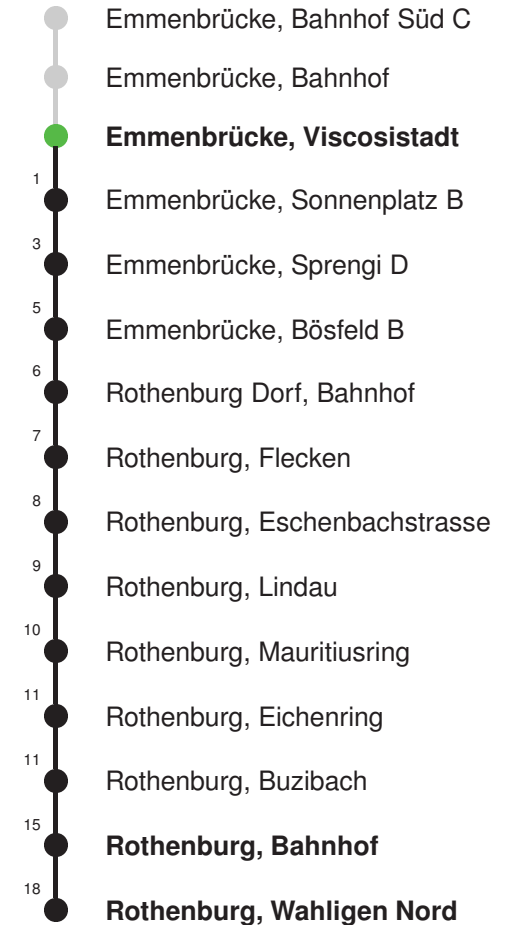 Emmenbrücke, Bahnhof Süd C
Emmenbrücke, Bahnhof
Emmenbrücke, Viscosistadt
1 Emmenbrücke, Sonnenplatz B
3 Emmenbrücke, Sprengi D
5 Emmenbrücke, Bösfeld B
6 Rothenburg Dorf, Bahnhof
7 Rothenburg, Flecken
8 Rothenburg, Eschenbachstrasse
9 Rothenburg, Lindau
10 Rothenburg, Mauritiusring
11 Rothenburg, Eichenring
11 Rothenburg, Buzibach
15 Rothenburg, Bahnhof
18 Rothenburg, Wahligen Nord